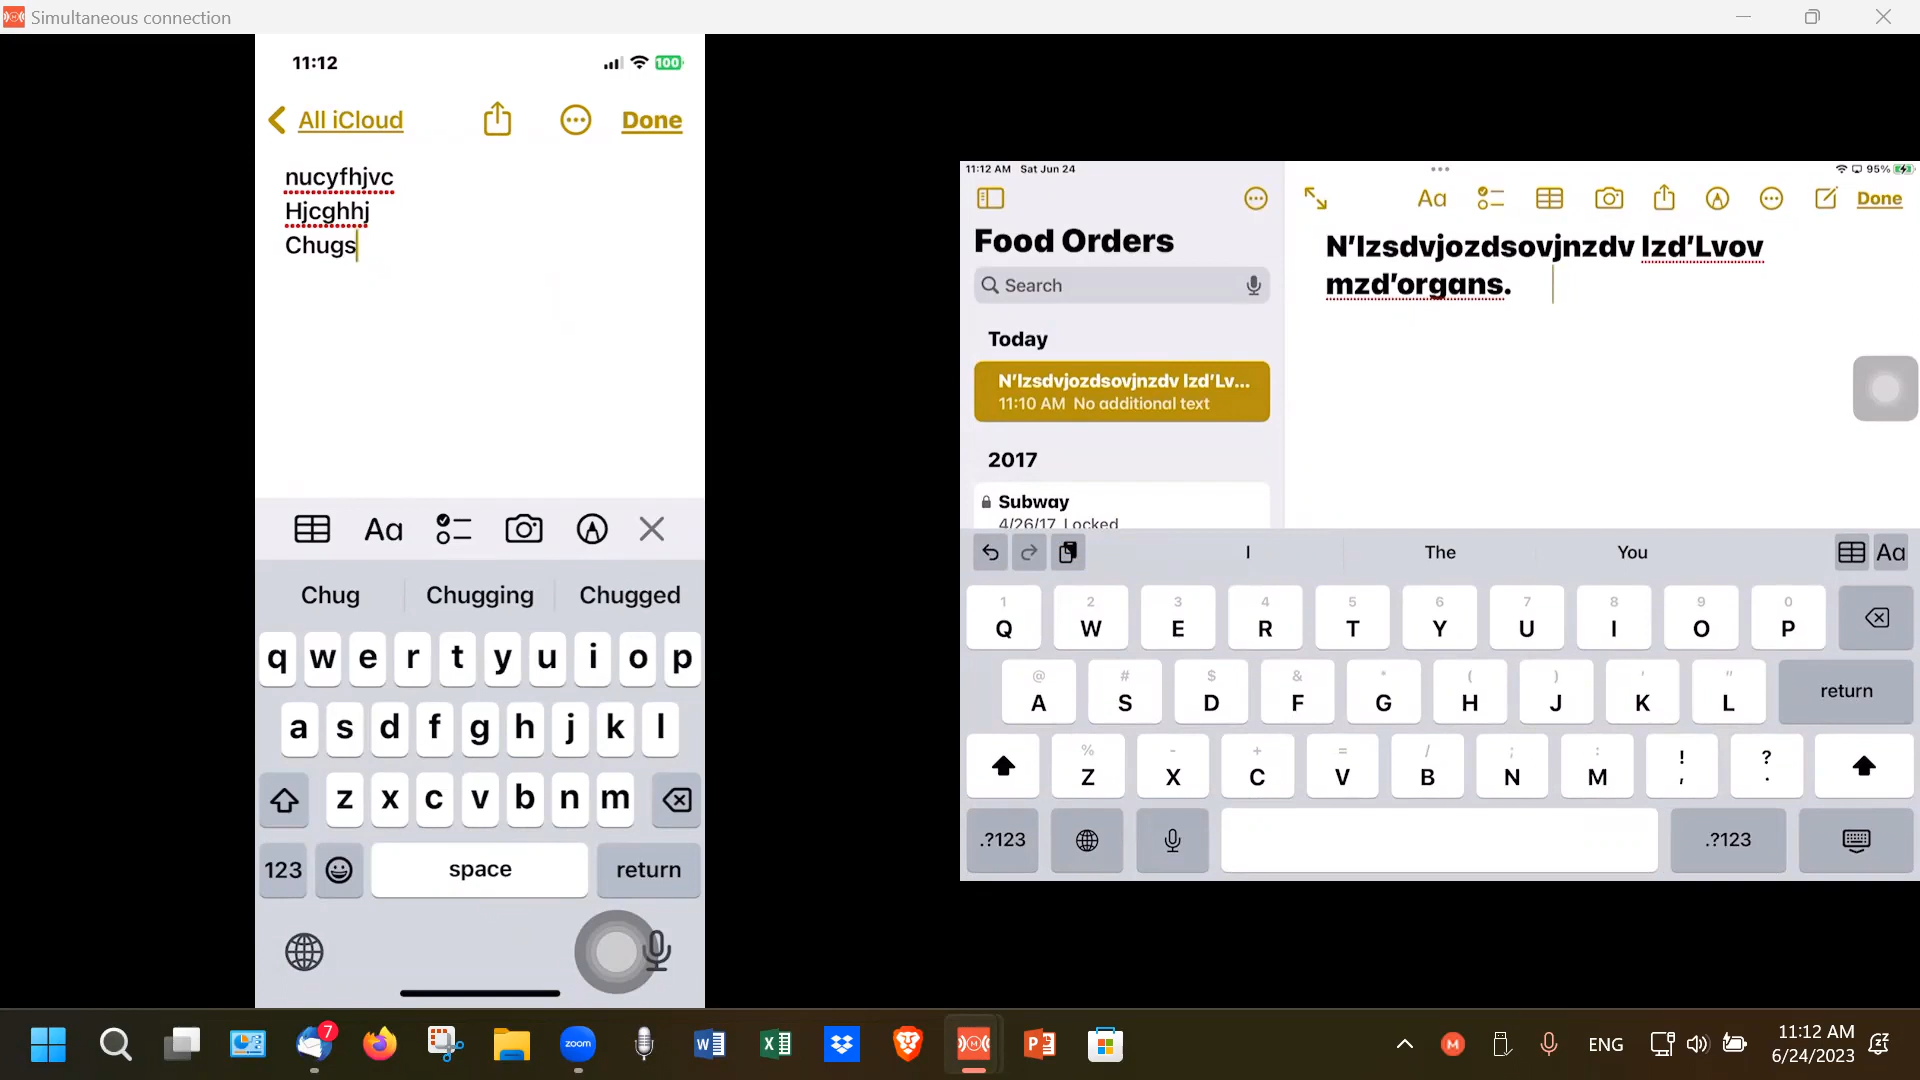 Simultaneous connection
11:12
100
All iCloud
Done
nucyfhjvc
Hjcghhj
Chugs
Aa
Chug Chugging Chugged
q w e r t y u i o p
a s d f g h j k l
z x c v b n m
123 space return
11:12 AM Sat Jun 24
95%
Food Orders
Search
Today
N'Izsdvjozdsovjnzdv Izd'Lv...
11:10 AM No additional text
2017
Subway
4/26/17 Locked
Aa
Done
N'Izsdvjozdsovjnzdv Izd'Lvov
mzd'organs.
I The You
Aa
1 2 3 4 5 6 7 8 9 0
Q W E R T Y U I O P
@ # $ & * ( ) ' "
A S D F G H J K L return
% - + = / ; : ! ?
Z X C V B N M , .
.?123 .?123
7
zoom
ENG
11:12 AM
6/24/2023